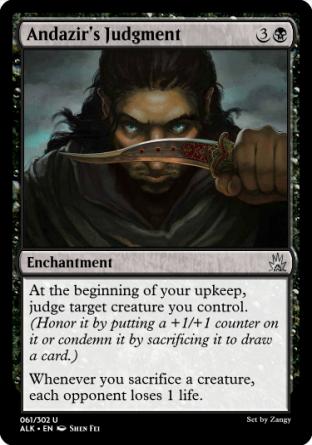 Andazir's Judgment 3
Enchantment
At the beginning of your upkeep,
judge target creature you control.
(Honor it by putting a +1/+1 counter on
it or condemn it by sacrificing it to draw
a card.)
Whenever you sacrifice a creature,
each opponent loses 1 life.
061/302 U
Set by Zangy
ALK • EN Shen Fei